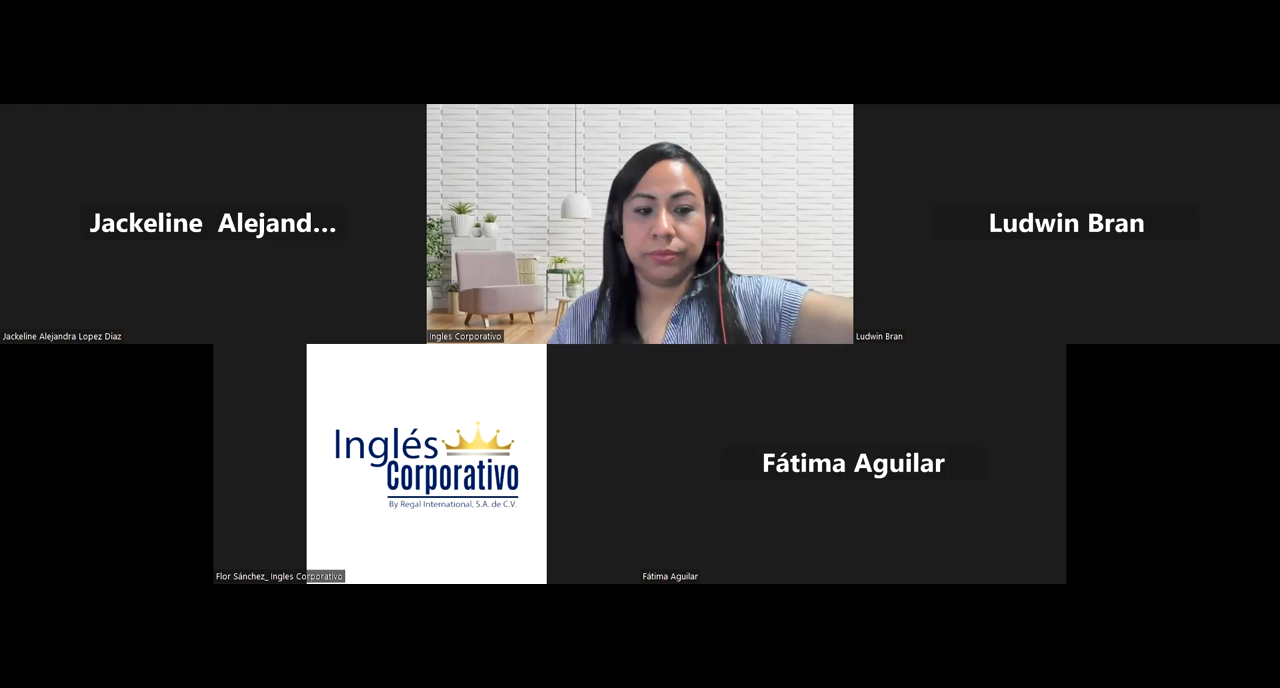 Jackeline  Alejand...
Jackeline Alejandra Lopez Diaz
Ingles Corporativo
Ludwin Bran
Ludwin Bran
Inglés
Corporativo
By Regal International, S.A. de C.V.
Flor Sánchez_ Ingles Corporativo
Fátima Aguilar
Fátima Aguilar